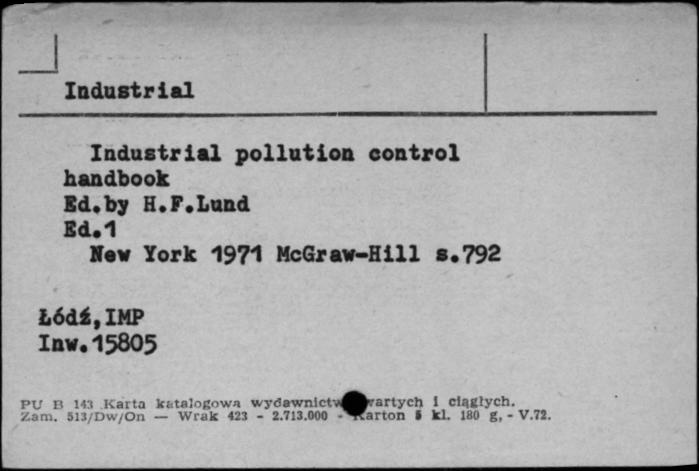 Industrial
Industrial pollution control
handbook
Ed.by H.F.Lund
Ed.1
New York 1971 McGraw-Hill s.792
Łódź,IMP
Inw.15805
PU B 143 Karta katalogowa wydawnictw wartych i ciągłych.
Zam. 513/Dw/On — Wrak 423 - 2.713.000 - Karton 5 kl. 180 g, - V.72.